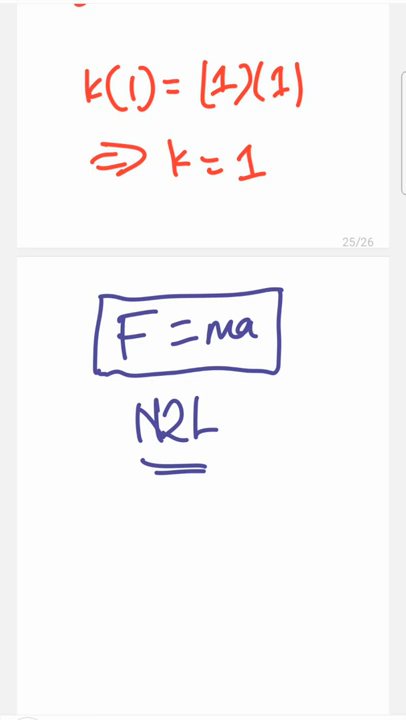 k(1) = (1)(1)
⇒ k = 1
25/26
F = ma
N2L